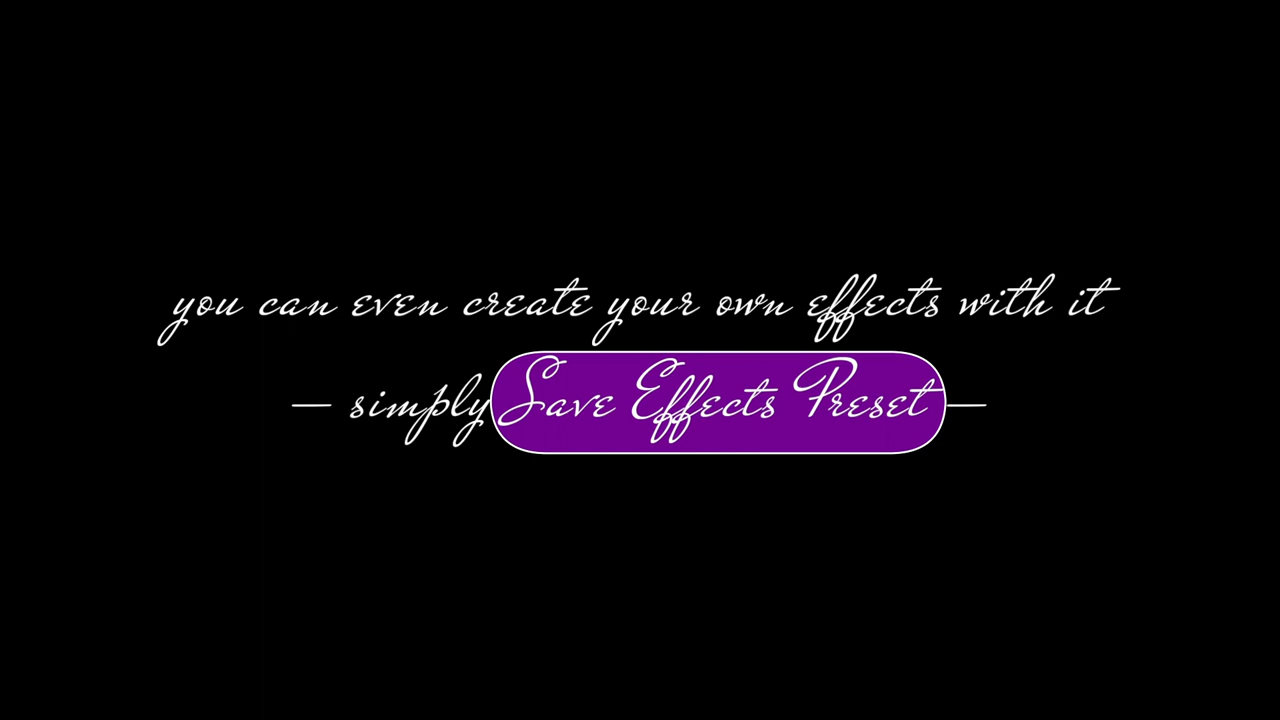 you can even create your own effects with it
— simply Save Effects Preset —